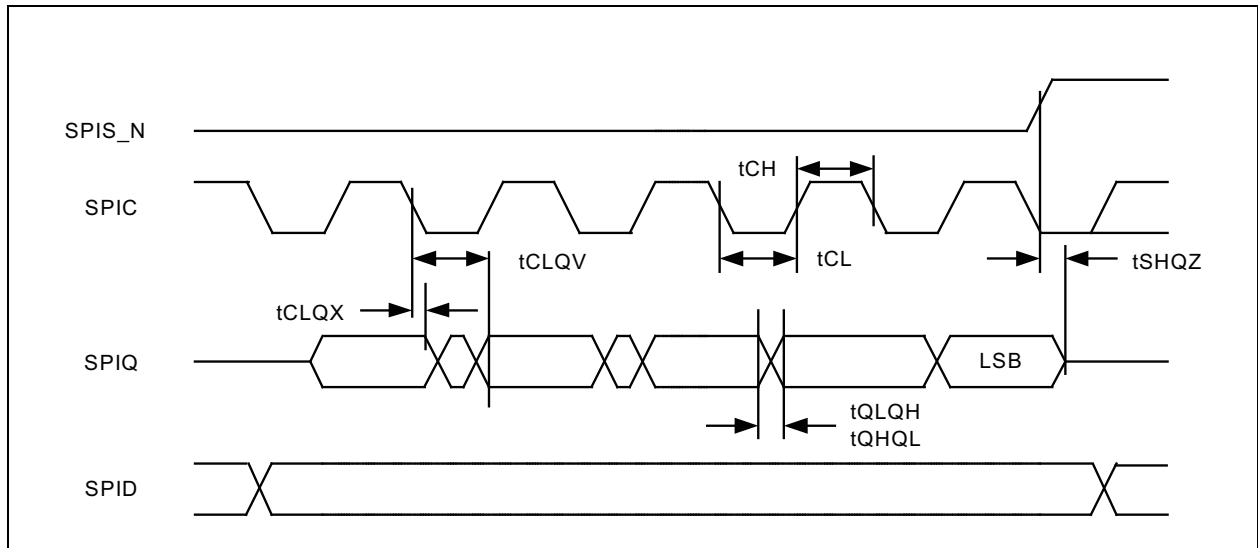 SPIS_N
tCH
SPIC
tCLQV
tCL
tSHQZ
tCLQX
SPIQ
LSB
tQLQH
tQHQL
SPID